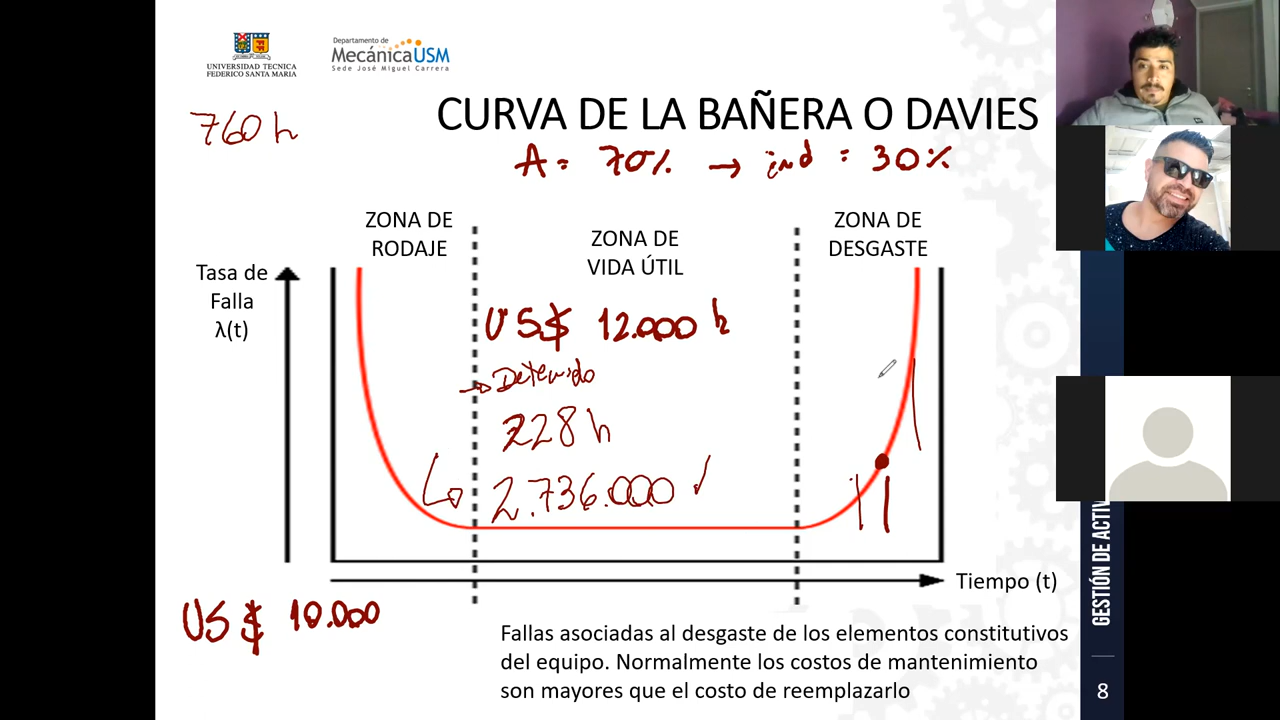 UNIVERSIDAD TECNICA
FEDERICO SANTA MARIA
Departamento de
MecánicaUSM
Sede José Miguel Carrera
760 h
CURVA DE LA BAÑERA O DAVIES
A = 70% → ind = 30%
ZONA DE
RODAJE
ZONA DE
VIDA ÚTIL
ZONA DE
DESGASTE
Tasa de
Falla
λ(t)
US$ 12.000 h
→ Detenido
228 h
2.736.000
Tiempo (t)
US$ 10.000
Fallas asociadas al desgaste de los elementos constitutivos
del equipo. Normalmente los costos de mantenimiento
son mayores que el costo de reemplazarlo
GESTIÓN DE ACTIV
8